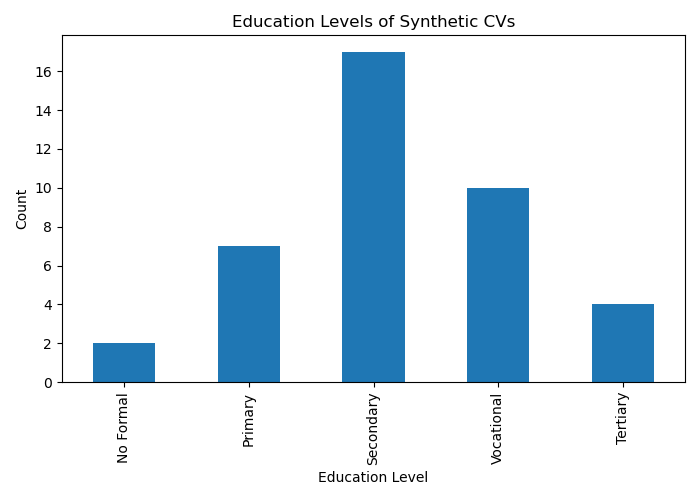 Education Levels of Synthetic CVs
Count
16
14
12
10
8
6
4
2
0
No Formal
Primary
Secondary
Vocational
Tertiary
Education Level